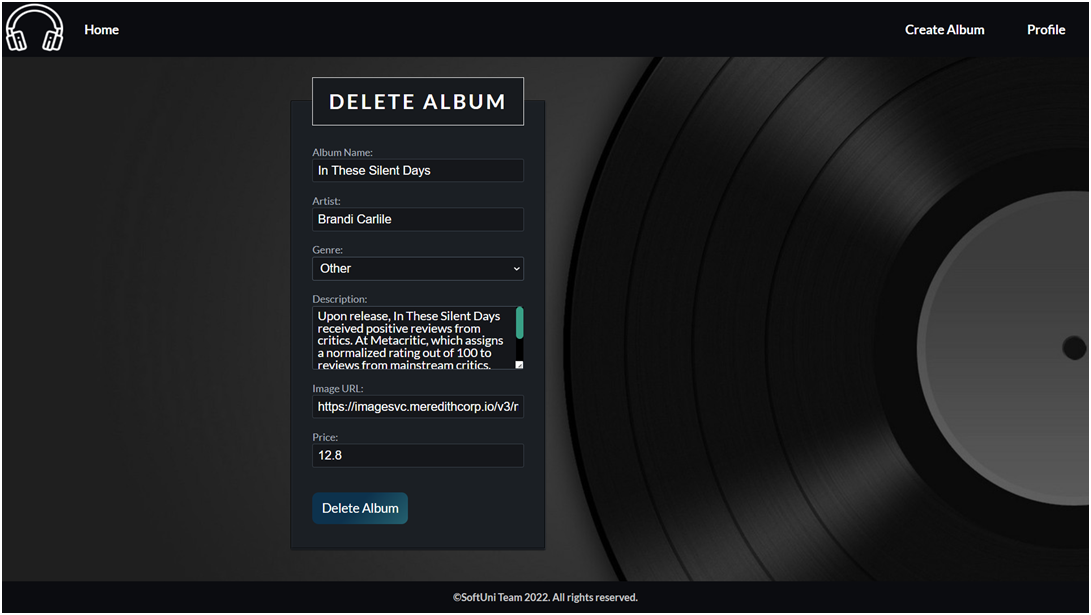 Home
Create Album
Profile
DELETE ALBUM
Album Name:
In These Silent Days
Artist:
Brandi Carlile
Genre:
Other
Description:
Upon release, In These Silent Days
received positive reviews from
critics. At Metacritic, which assigns
a normalized rating out of 100 to
reviews from mainstream critics.
Image URL:
https://imagesvc.meredithcorp.io/v3/r
Price:
12.8
Delete Album
©SoftUni Team 2022. All rights reserved.